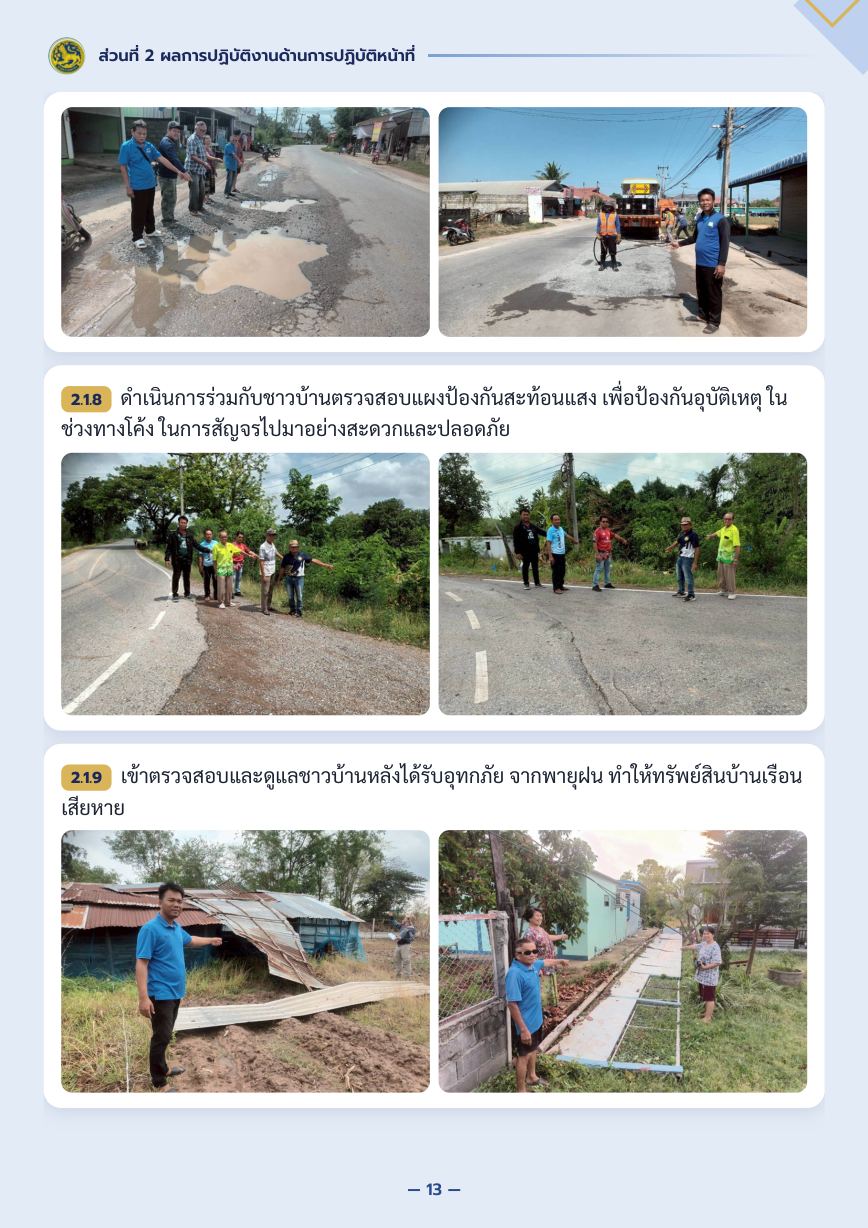 ส่วนที่ 2 ผลการปฏิบัติงานด้านการปฏิบัติหน้าที่
2.1.8 ดำเนินการร่วมกับชาวบ้านตรวจสอบแผงป้องกันสะท้อนแสง เพื่อป้องกันอุบัติเหตุ ใน
ช่วงทางโค้ง ในการสัญจรไปมาอย่างสะดวกและปลอดภัย
2.1.9 เข้าตรวจสอบและดูแลชาวบ้านหลังได้รับอุทกภัย จากพายุฝน ทำให้ทรัพย์สินบ้านเรือน
เสียหาย
— 13 —